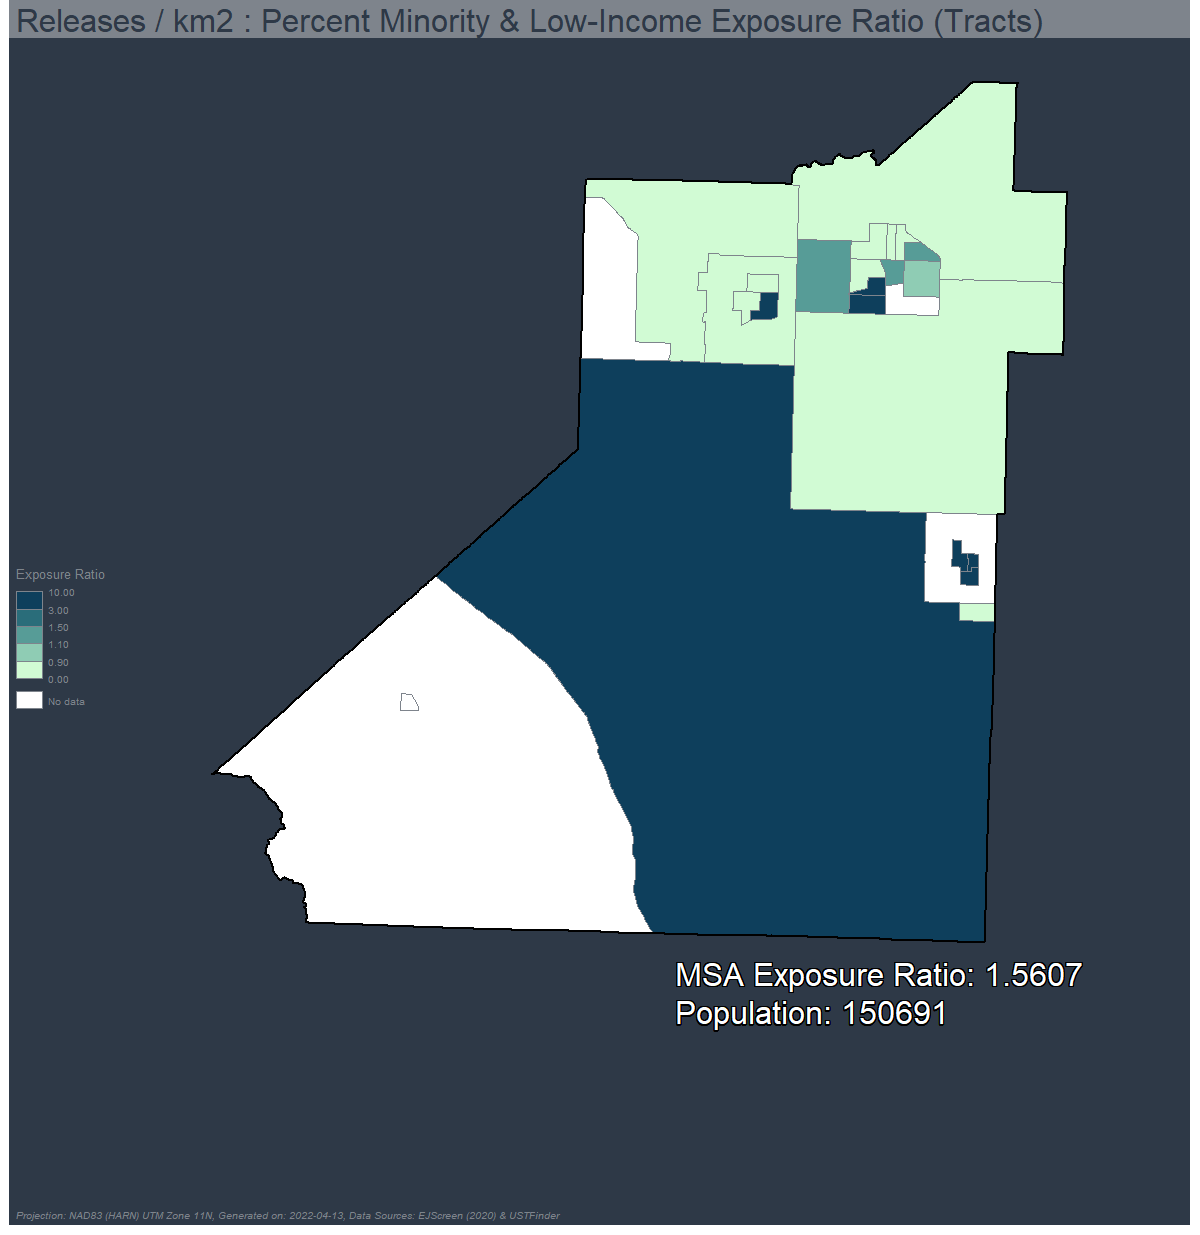 Releases / km2 : Percent Minority & Low-Income Exposure Ratio (Tracts)
Exposure Ratio
10.00
3.00
1.50
1.10
0.90
0.00
No data
MSA Exposure Ratio: 1.5607
Population: 150691
Projection: NAD83 (HARN) UTM Zone 11N, Generated on: 2022-04-13, Data Sources: EJScreen (2020) & USTFinder